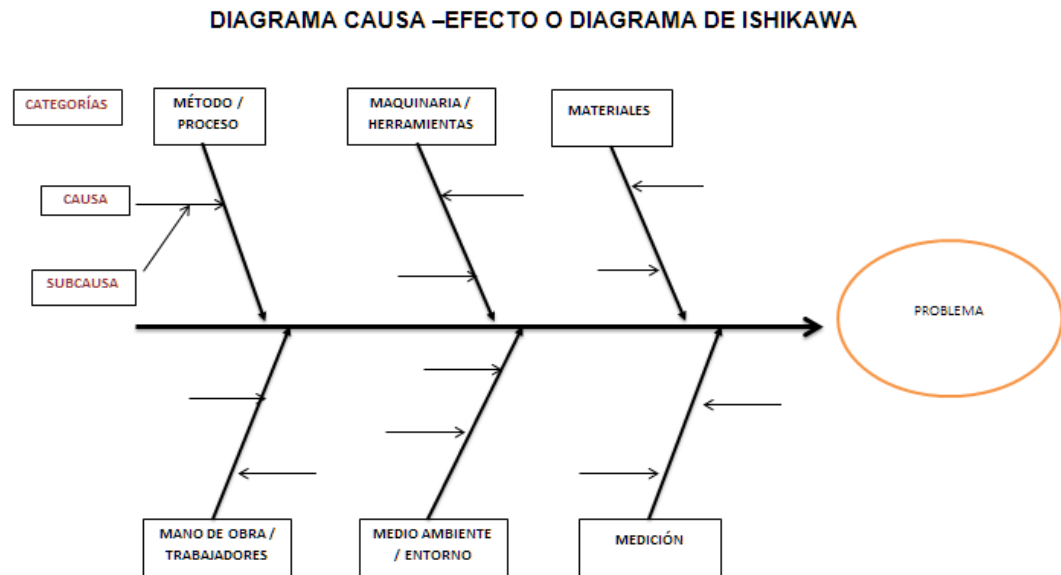 DIAGRAMA CAUSA –EFECTO O DIAGRAMA DE ISHIKAWA
CATEGORÍAS
MÉTODO /
PROCESO
MAQUINARIA /
HERRAMIENTAS
MATERIALES
CAUSA
SUBCAUSA
PROBLEMA
MANO DE OBRA /
TRABAJADORES
MEDIO AMBIENTE
/ ENTORNO
MEDICIÓN